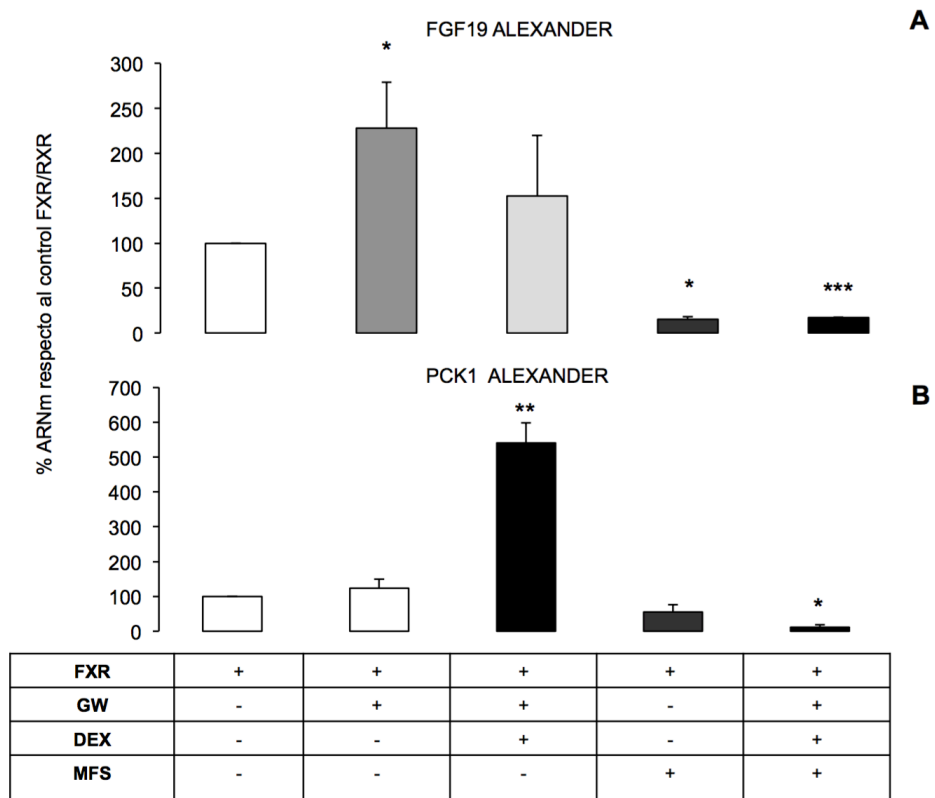 A
FGF19 ALEXANDER
% ARNm respecto al control FXR/RXR
300
250
200
150
100
50
0
*
*
***
B
PCK1 ALEXANDER
700
600
500
400
300
200
100
0
**
*
FXR + + + + +
GW - + + - +
DEX - - + - +
MFS - - - + +